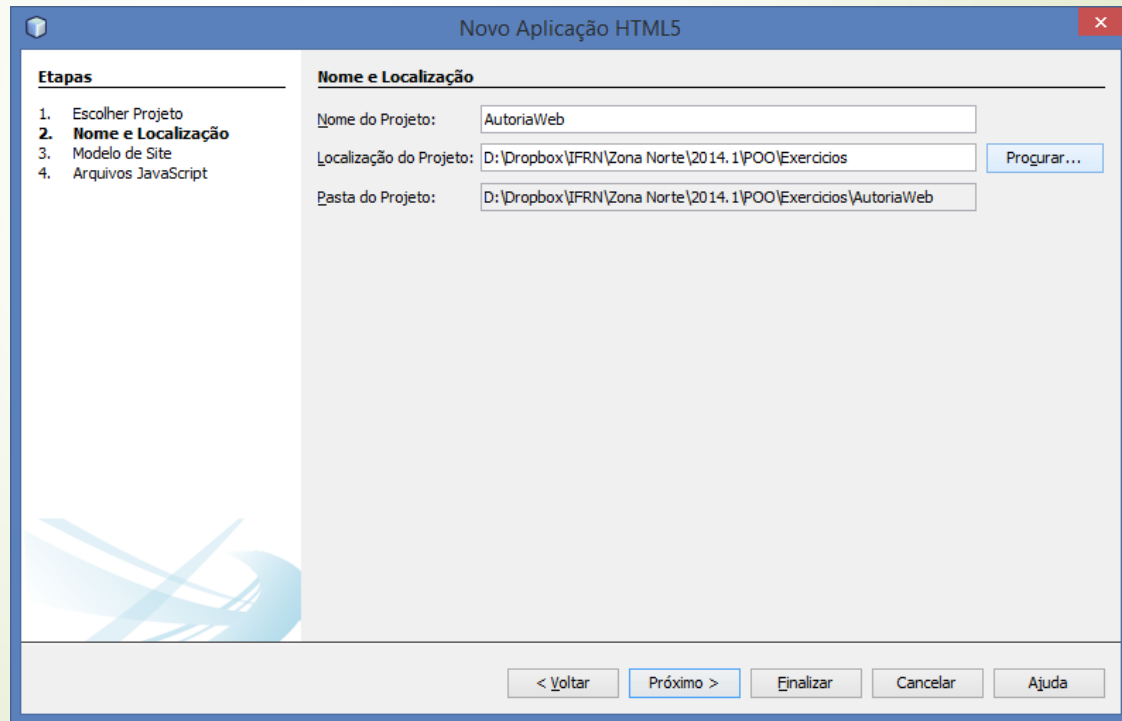 Novo Aplicação HTML5
Etapas
1. Escolher Projeto
2. Nome e Localização
3. Modelo de Site
4. Arquivos JavaScript
Nome e Localização
Nome do Projeto: AutoriaWeb
Localização do Projeto: D:\Dropbox\IFRN\Zona Norte\2014.1\POO\Exercicios Procurar...
Pasta do Projeto: D:\Dropbox\IFRN\Zona Norte\2014.1\POO\Exercicios\AutoriaWeb
< Voltar Próximo > Finalizar Cancelar Ajuda